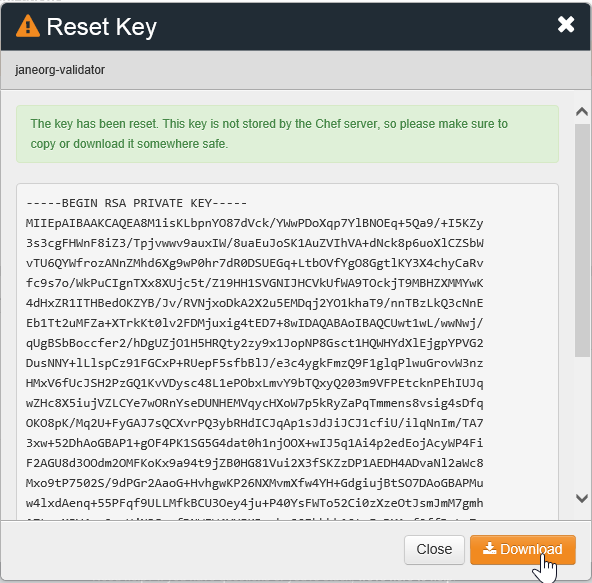 Reset Key
janeorg-validator
The key has been reset. This key is not stored by the Chef server, so please make sure to
copy or download it somewhere safe.
-----BEGIN RSA PRIVATE KEY-----
MIIEpAIBAAKCAQEA8M1isKLbpnYO87dVck/YWwPDoXqp7YlBNOEq+5Qa9/+I5KZy
3s3cgFHWnF8iZ3/Tpjvwwv9auxIW/8uaEuJoSK1AuZVIhVA+dNck8p6uoXlCZSbW
vTU6QYWfrozANnZMhd6Xg9wP0hr7dR0DSUEGq+LtbOVfYgO8GgtlKY3X4chyCaRv
fc9s7o/WkPuCIgnTXx8XUjc5t/Z19HH1SVGNIJHCVkUfWA9TOckjT9MBHZXMMYwK
4dHxZR1ITHBedOKZYB/Jv/RVNjxoDkA2X2u5EMDqj2YO1khaT9/nnTBzLkQ3cNnE
Eb1Tt2uMFZa+XTrkKt0lv2FDMjuxig4tED7+8wIDAQABAoIBAQCUwt1wL/wwNwj/
qUgBSbBoccfer2/hDgUZjO1H5HRQty2zy9x1JopNP8Gsct1HQWHYdXlEjgpYPVG2
DusNNY+lLlspCz91FGCxP+RUepF5sfbBlJ/e3c4ygkFmzQ9F1glqPlwuGrovW3nz
HMxV6fUcJSH2PzGQ1KvVDysc48L1ePObxLmvY9bTQxyQ203m9VFPEtcknPEhIUJq
wZHc8X5iujVZLCYe7wORnYseDUNHEMVqycHXoW7p5kRyZaPqTmmens8vsig4sDfq
OKO8pK/Mq2U+FyGAJ7sQCXvrPQ3ybRHdICJqAp1sJdJiJCJ1cfiU/ilqNnIm/TA7
3xw+52DhAoGBAP1+gOF4PK1SG5G4dat0h1njOOX+wIJ5q1Ai4p2edEojAcyWP4Fi
F2AGU8d3OOdm2OMFKoKx9a94t9jZB0HG81Vui2X3fSKZzDP1AEDH4ADvaNl2aWc8
Mxo9tP7502S/9dPGr2AaoG+HvhgwKP26NXMvmXfw4YH+GdgiujBtSO7DAoGBAPMu
w4lxdAenq+55PFqf9ULLMfkBCU3Oey4ju+P40YsFWTo52Ci0zXzeOtJsmJmM7gmh
Close
Download